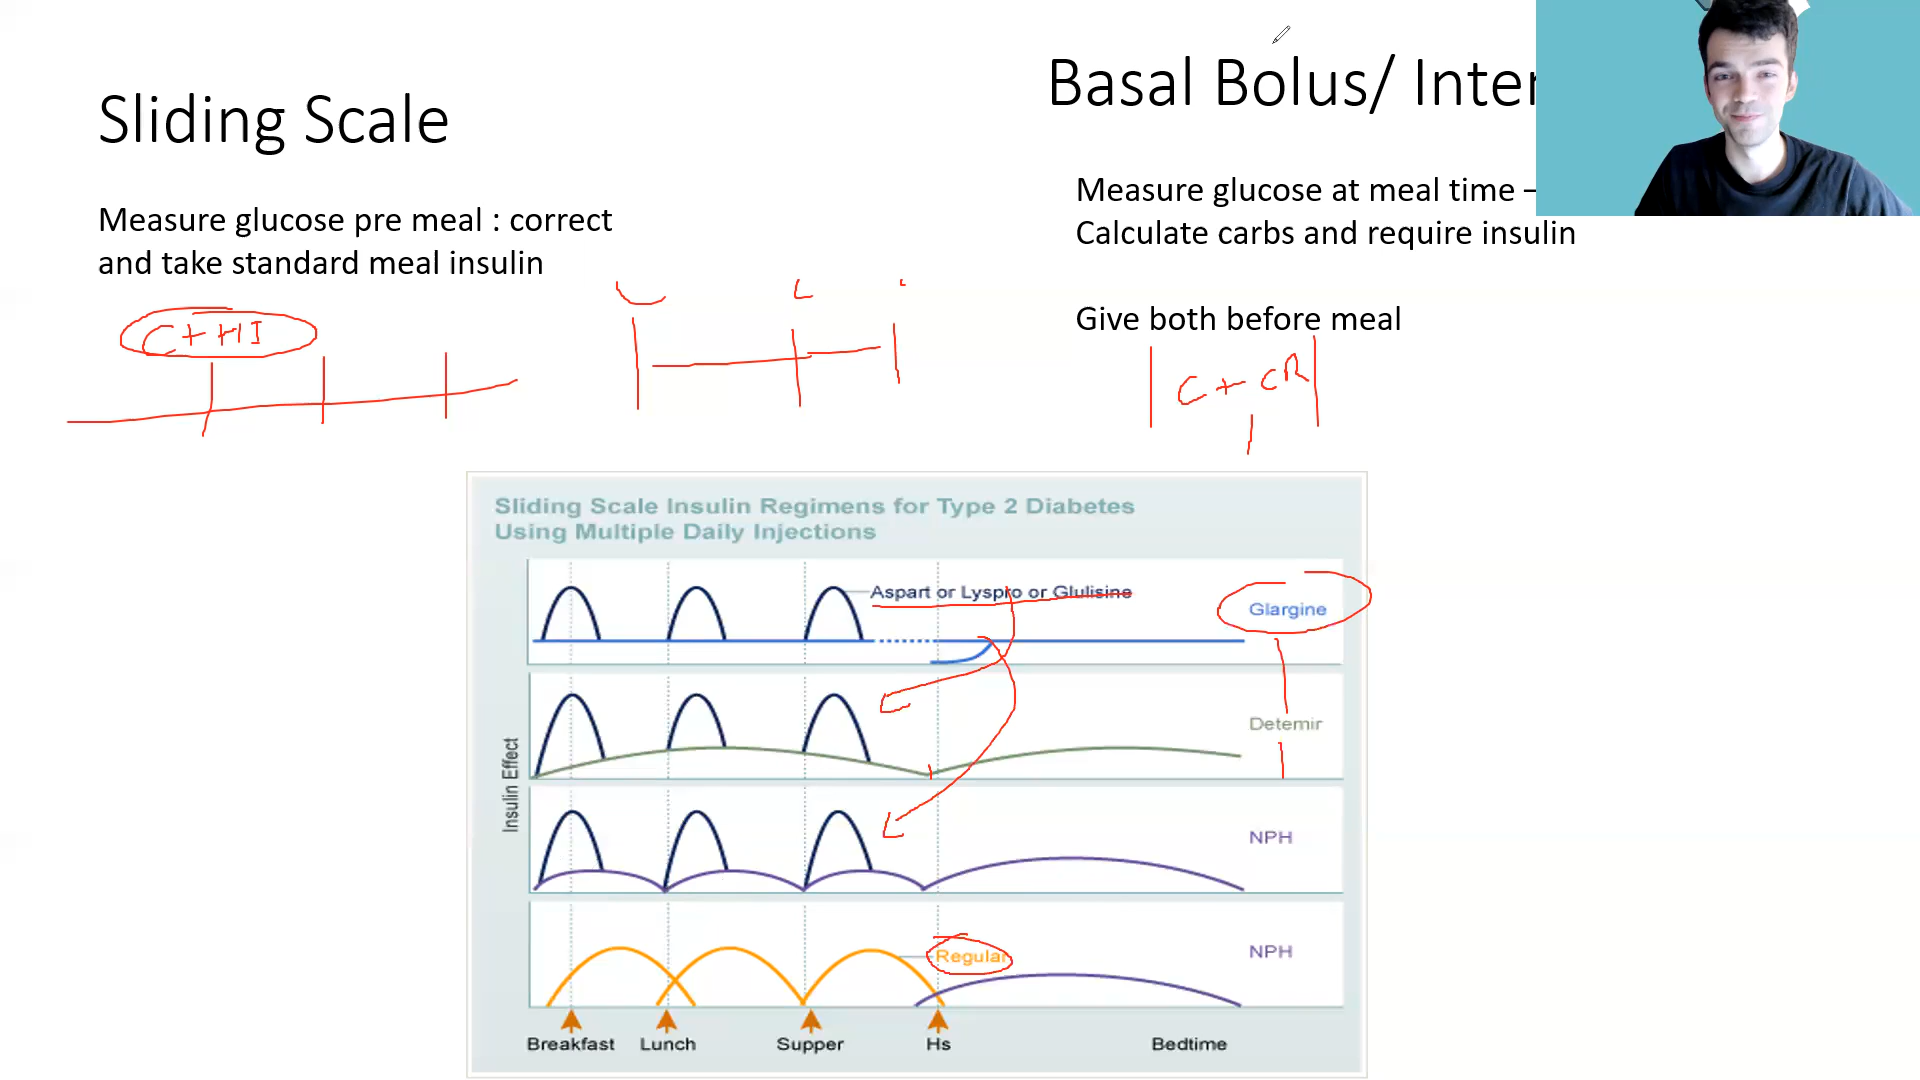 Sliding Scale
Measure glucose pre meal : correct
and take standard meal insulin
C + MI
Basal Bolus/ Inten
Measure glucose at meal time –
Calculate carbs and require insulin
Give both before meal
C + CR
Sliding Scale Insulin Regimens for Type 2 Diabetes
Using Multiple Daily Injections
Aspart or Lyspro or Glulisine
Glargine
Detemir
Insulin Effect
NPH
Regular
NPH
Breakfast Lunch Supper Hs Bedtime